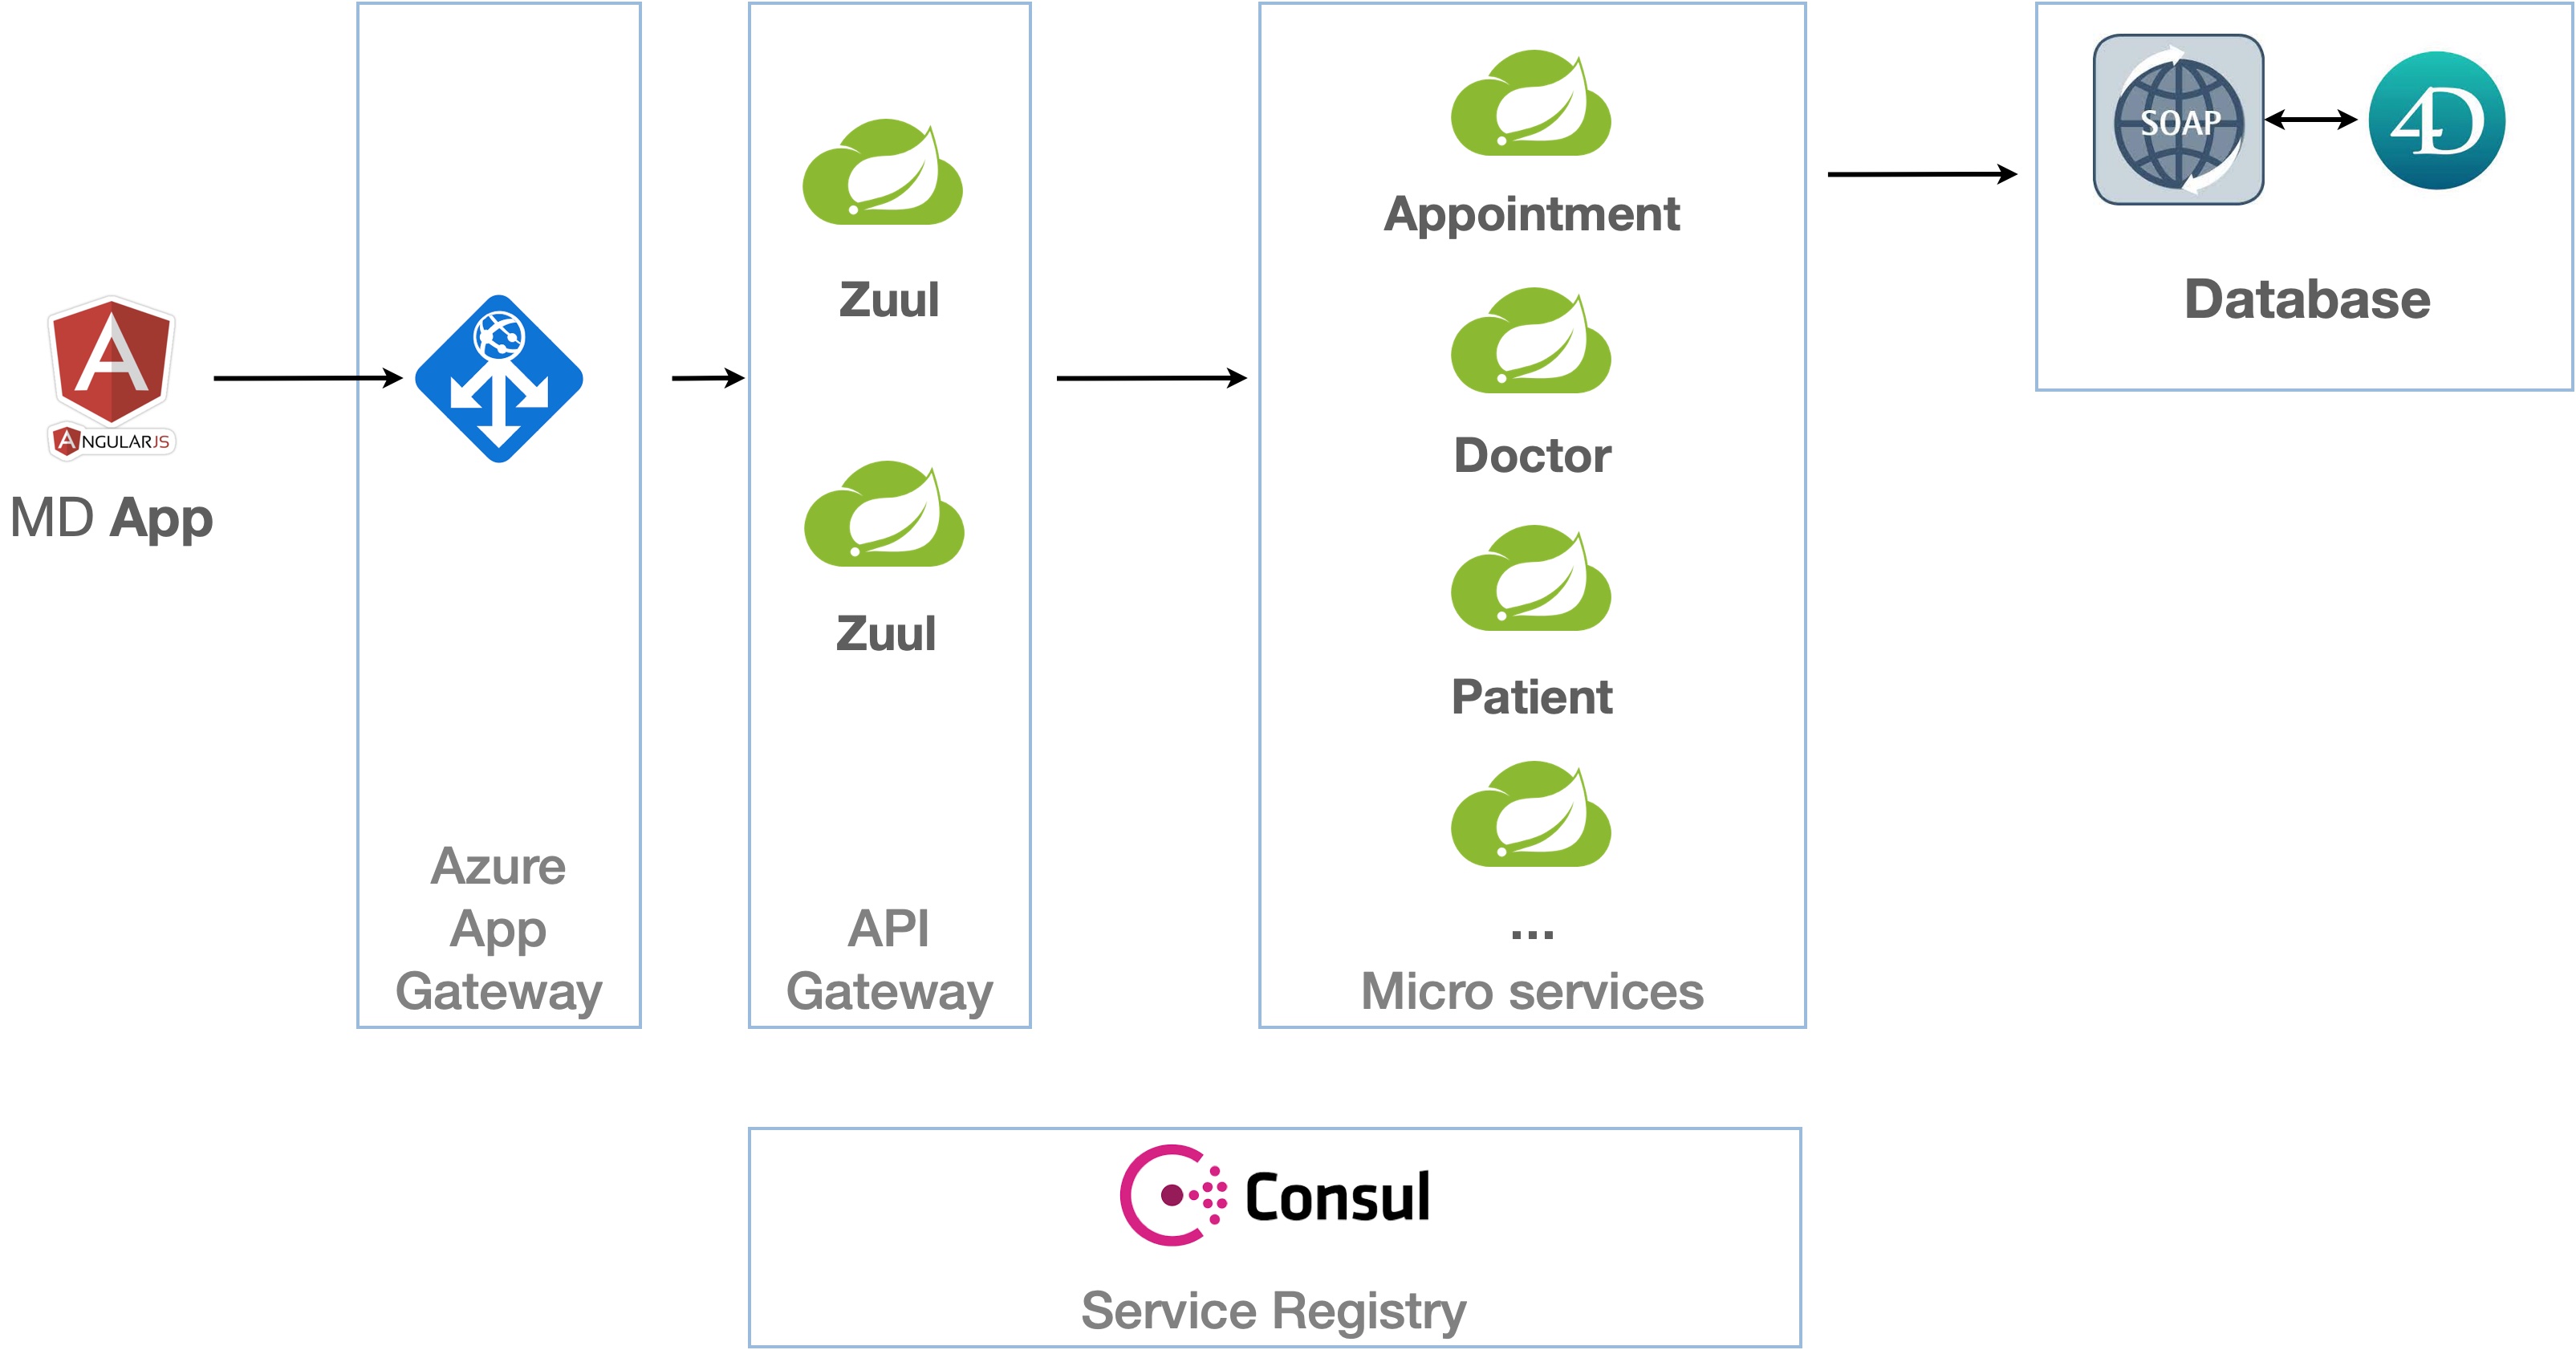 ANGULARJS
MD App
Azure
App
Gateway
Zuul
Zuul
API
Gateway
Appointment
Doctor
Patient
...
Micro services
SOAP
4D
Database
Consul
Service Registry